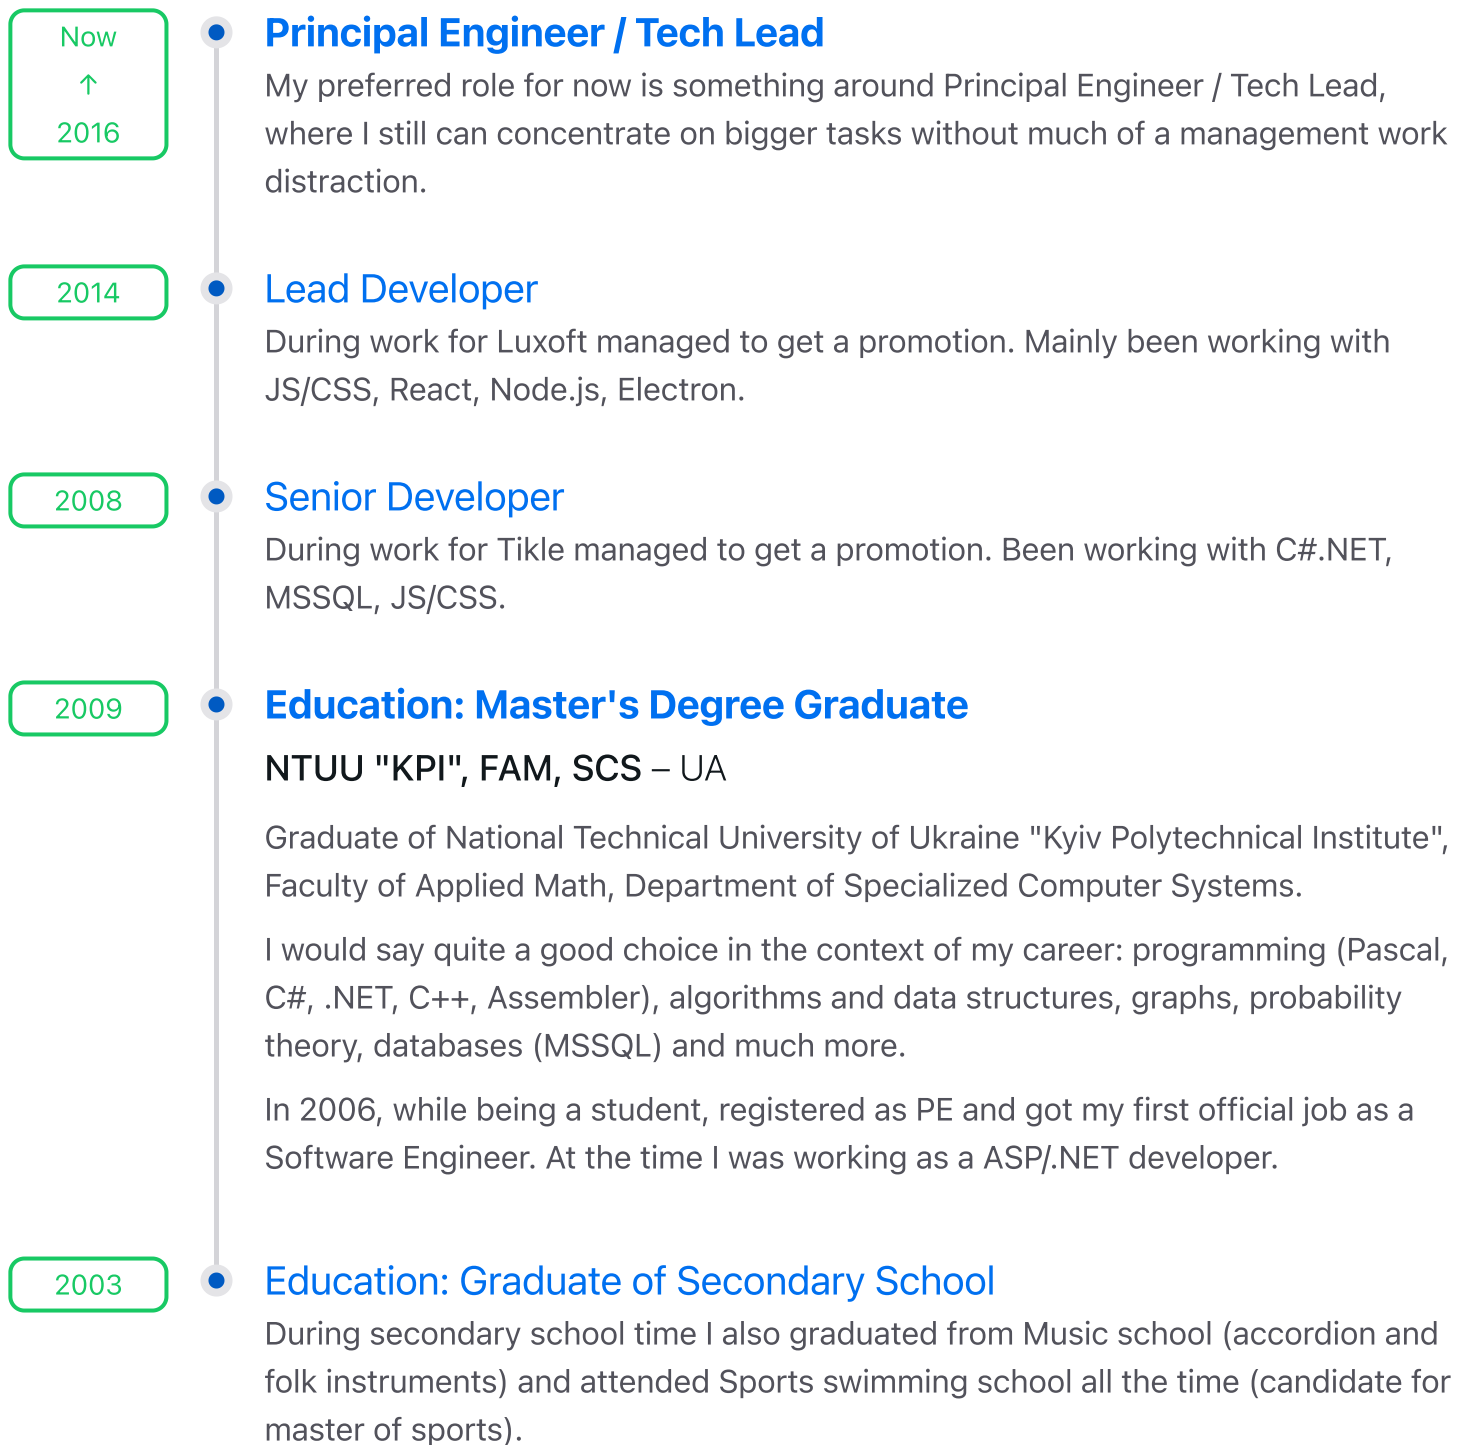 Now
↑
2016
Principal Engineer / Tech Lead
My preferred role for now is something around Principal Engineer / Tech Lead,
where I still can concentrate on bigger tasks without much of a management work
distraction.
2014
Lead Developer
During work for Luxoft managed to get a promotion. Mainly been working with
JS/CSS, React, Node.js, Electron.
2008
Senior Developer
During work for Tikle managed to get a promotion. Been working with C#.NET,
MSSQL, JS/CSS.
2009
Education: Master's Degree Graduate
NTUU "KPI", FAM, SCS – UA
Graduate of National Technical University of Ukraine "Kyiv Polytechnical Institute",
Faculty of Applied Math, Department of Specialized Computer Systems.
I would say quite a good choice in the context of my career: programming (Pascal,
C#, .NET, C++, Assembler), algorithms and data structures, graphs, probability
theory, databases (MSSQL) and much more.
In 2006, while being a student, registered as PE and got my first official job as a
Software Engineer. At the time I was working as a ASP/.NET developer.
2003
Education: Graduate of Secondary School
During secondary school time I also graduated from Music school (accordion and
folk instruments) and attended Sports swimming school all the time (candidate for
master of sports).